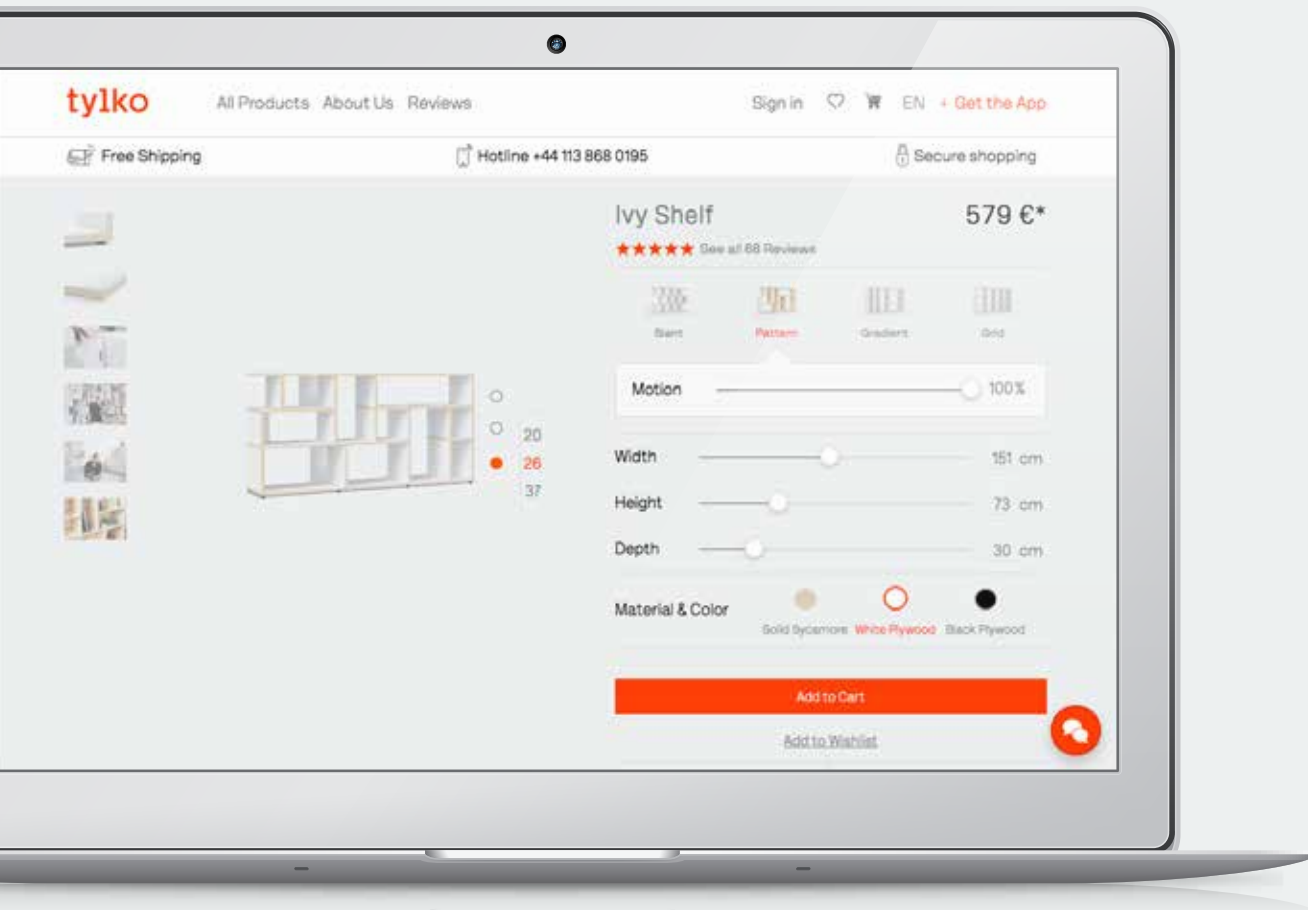 tylko All Products About Us Reviews Sign in EN + Get the App
Free Shipping Hotline +44 113 868 0195 Secure shopping
Ivy Shelf 579 €*
See all 68 Reviews
Slant Pattern Gradient Grid
Motion 100%
20
26
37
Width 151 cm
Height 73 cm
Depth 30 cm
Material & Color
Solid Sycamore White Plywood Black Plywood
Add to Cart
Add to Wishlist